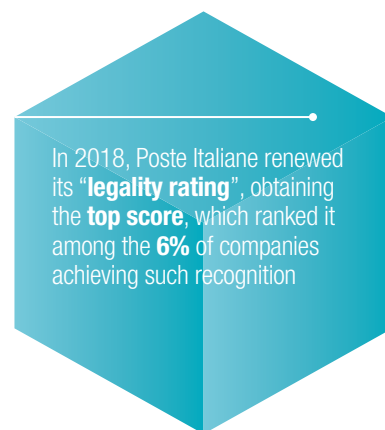 In 2018, Poste Italiane renewed
its “legality rating”, obtaining
the top score, which ranked it
among the 6% of companies
achieving such recognition